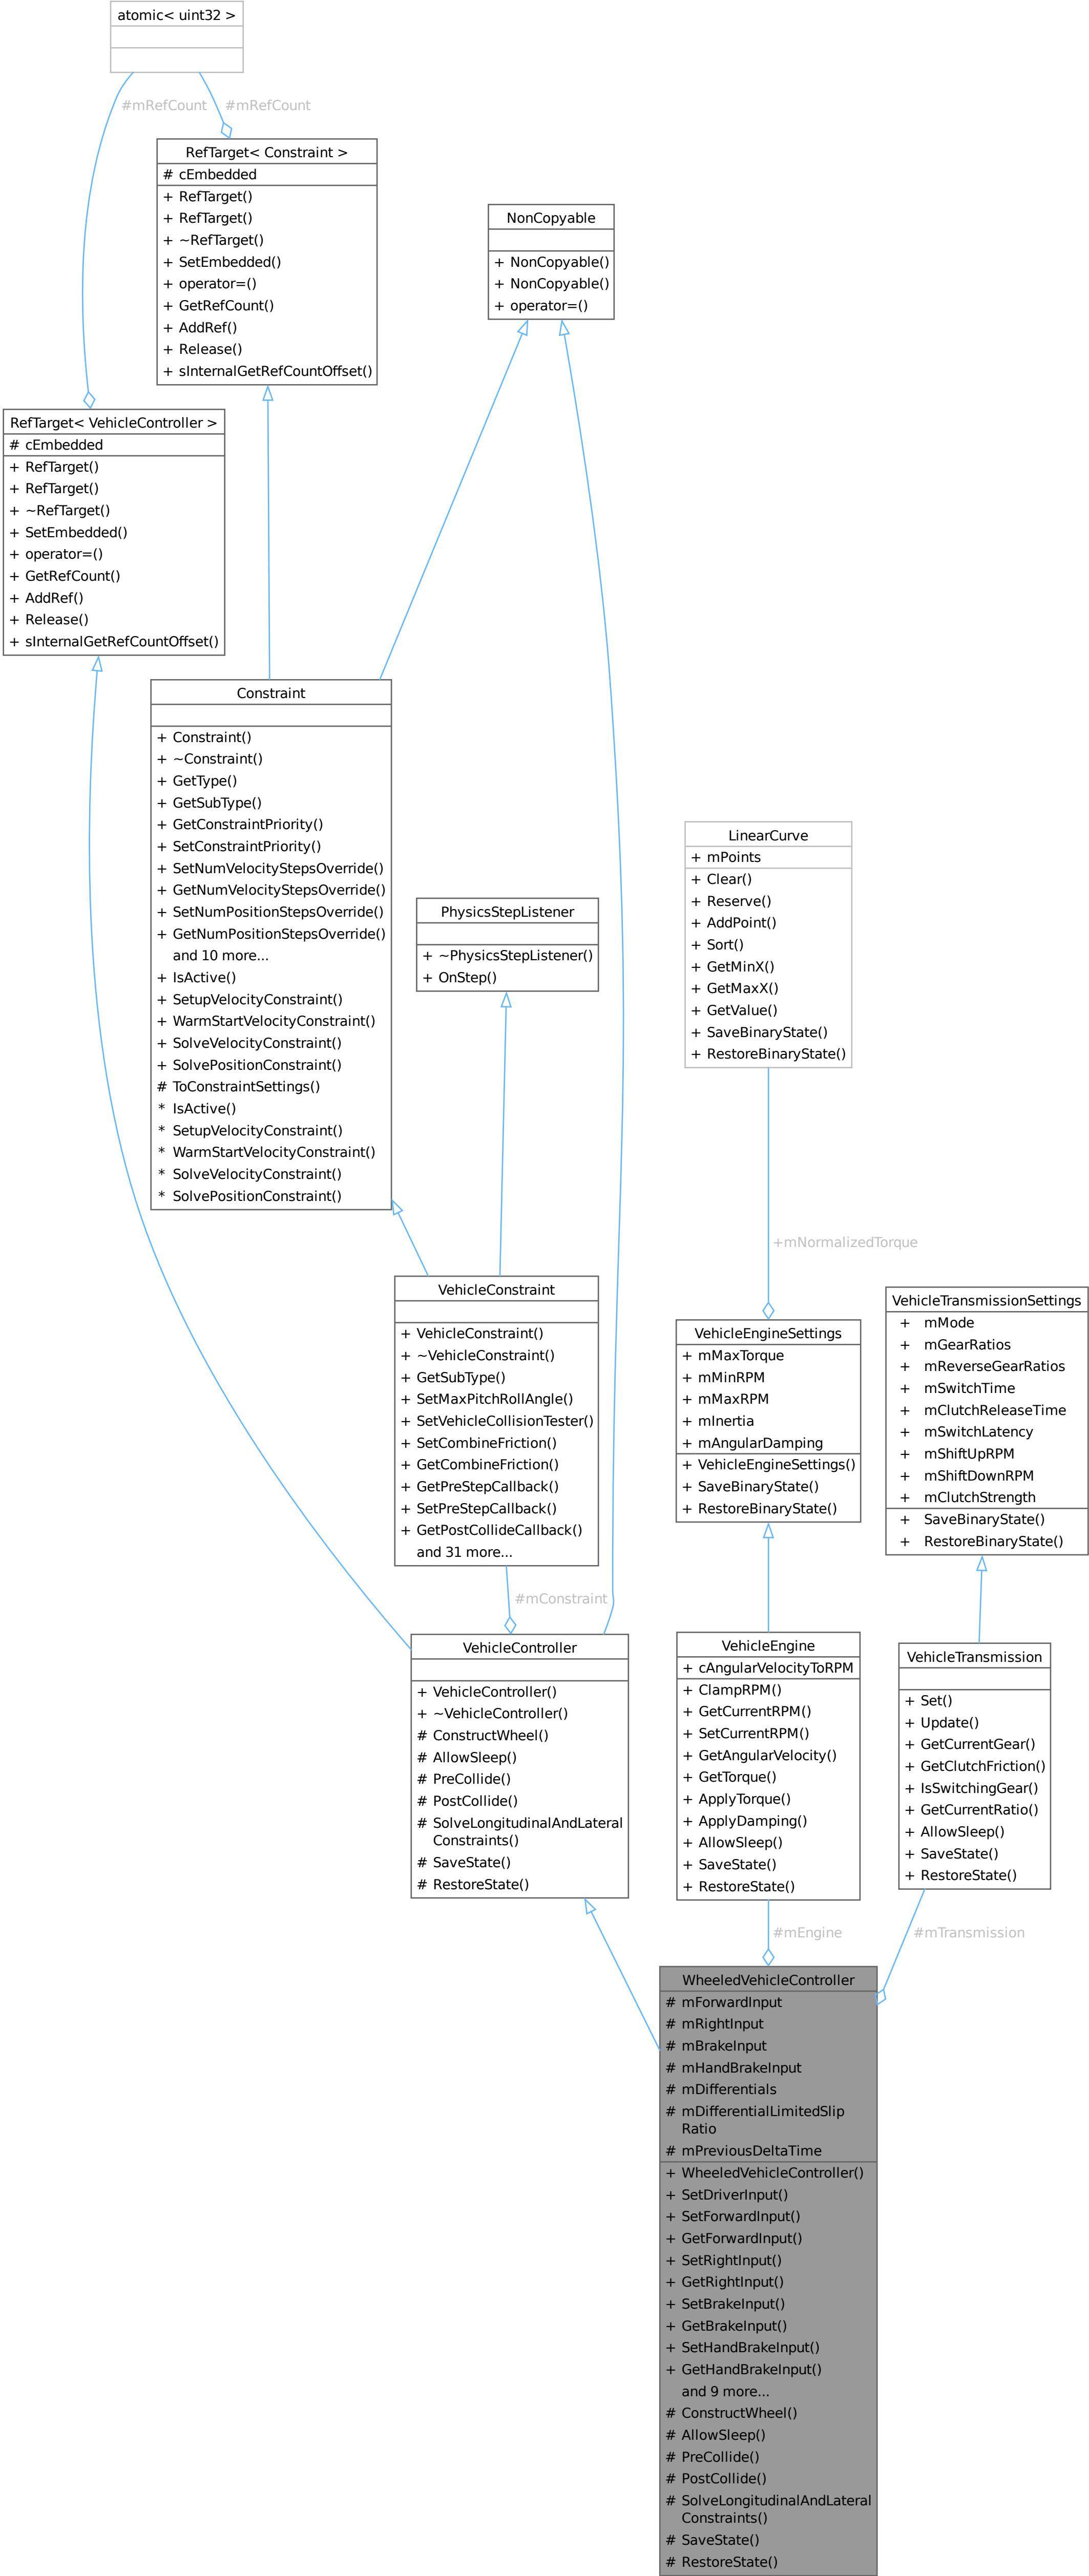 atomic< uint32 >
#mRefCount
#mRefCount
RefTarget< Constraint >
# cEmbedded
+ RefTarget()
+ RefTarget()
+ ~RefTarget()
+ SetEmbedded()
+ operator=()
+ GetRefCount()
+ AddRef()
+ Release()
+ sInternalGetRefCountOffset()
NonCopyable
+ NonCopyable()
+ NonCopyable()
+ operator=()
RefTarget< VehicleController >
# cEmbedded
+ RefTarget()
+ RefTarget()
+ ~RefTarget()
+ SetEmbedded()
+ operator=()
+ GetRefCount()
+ AddRef()
+ Release()
+ sInternalGetRefCountOffset()
Constraint
+ Constraint()
+ ~Constraint()
+ GetType()
+ GetSubType()
+ GetConstraintPriority()
+ SetConstraintPriority()
+ SetNumVelocityStepsOverride()
+ GetNumVelocityStepsOverride()
+ SetNumPositionStepsOverride()
+ GetNumPositionStepsOverride()
and 10 more...
+ IsActive()
+ SetupVelocityConstraint()
+ WarmStartVelocityConstraint()
+ SolveVelocityConstraint()
+ SolvePositionConstraint()
# ToConstraintSettings()
* IsActive()
* SetupVelocityConstraint()
* WarmStartVelocityConstraint()
* SolveVelocityConstraint()
* SolvePositionConstraint()
PhysicsStepListener
+ ~PhysicsStepListener()
+ OnStep()
LinearCurve
+ mPoints
+ Clear()
+ Reserve()
+ AddPoint()
+ Sort()
+ GetMinX()
+ GetMaxX()
+ GetValue()
+ SaveBinaryState()
+ RestoreBinaryState()
+mNormalizedTorque
VehicleConstraint
+ VehicleConstraint()
+ ~VehicleConstraint()
+ GetSubType()
+ SetMaxPitchRollAngle()
+ SetVehicleCollisionTester()
+ SetCombineFriction()
+ GetCombineFriction()
+ GetPreStepCallback()
+ SetPreStepCallback()
+ GetPostCollideCallback()
and 31 more...
#mConstraint
VehicleEngineSettings
+ mMaxTorque
+ mMinRPM
+ mMaxRPM
+ mInertia
+ mAngularDamping
+ VehicleEngineSettings()
+ SaveBinaryState()
+ RestoreBinaryState()
VehicleTransmissionSettings
+ mMode
+ mGearRatios
+ mReverseGearRatios
+ mSwitchTime
+ mClutchReleaseTime
+ mSwitchLatency
+ mShiftUpRPM
+ mShiftDownRPM
+ mClutchStrength
+ SaveBinaryState()
+ RestoreBinaryState()
VehicleController
+ VehicleController()
+ ~VehicleController()
# ConstructWheel()
# AllowSleep()
# PreCollide()
# PostCollide()
# SolveLongitudinalAndLateral
Constraints()
# SaveState()
# RestoreState()
VehicleEngine
+ cAngularVelocityToRPM
+ ClampRPM()
+ GetCurrentRPM()
+ SetCurrentRPM()
+ GetAngularVelocity()
+ GetTorque()
+ ApplyTorque()
+ ApplyDamping()
+ AllowSleep()
+ SaveState()
+ RestoreState()
#mEngine
VehicleTransmission
+ Set()
+ Update()
+ GetCurrentGear()
+ GetClutchFriction()
+ IsSwitchingGear()
+ GetCurrentRatio()
+ AllowSleep()
+ SaveState()
+ RestoreState()
#mTransmission
WheeledVehicleController
# mForwardInput
# mRightInput
# mBrakeInput
# mHandBrakeInput
# mDifferentials
# mDifferentialLimitedSlip
Ratio
# mPreviousDeltaTime
+ WheeledVehicleController()
+ SetDriverInput()
+ SetForwardInput()
+ GetForwardInput()
+ SetRightInput()
+ GetRightInput()
+ SetBrakeInput()
+ GetBrakeInput()
+ SetHandBrakeInput()
+ GetHandBrakeInput()
and 9 more...
# ConstructWheel()
# AllowSleep()
# PreCollide()
# PostCollide()
# SolveLongitudinalAndLateral
Constraints()
# SaveState()
# RestoreState()